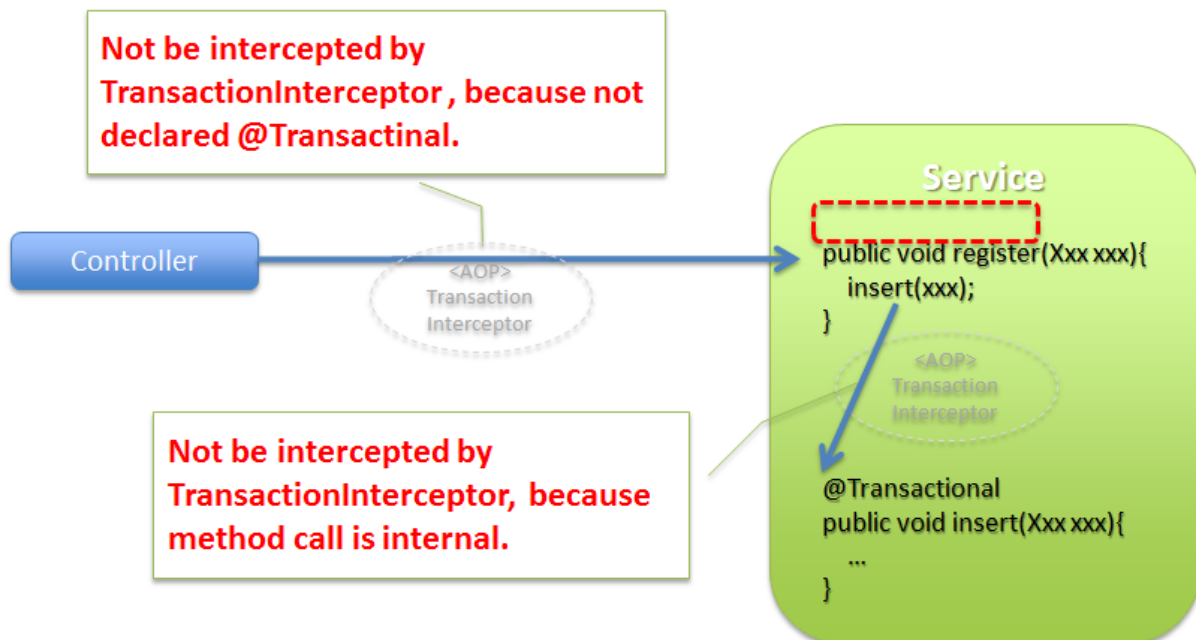 Not be intercepted by
TransactionInterceptor , because not
declared @Transactinal.
Service
Controller
<AOP>
Transaction
Interceptor
public void register(Xxx xxx){
insert(xxx);
}
<AOP>
Transaction
Interceptor
Not be intercepted by
TransactionInterceptor, because
method call is internal.
@Transactional
public void insert(Xxx xxx){
...
}